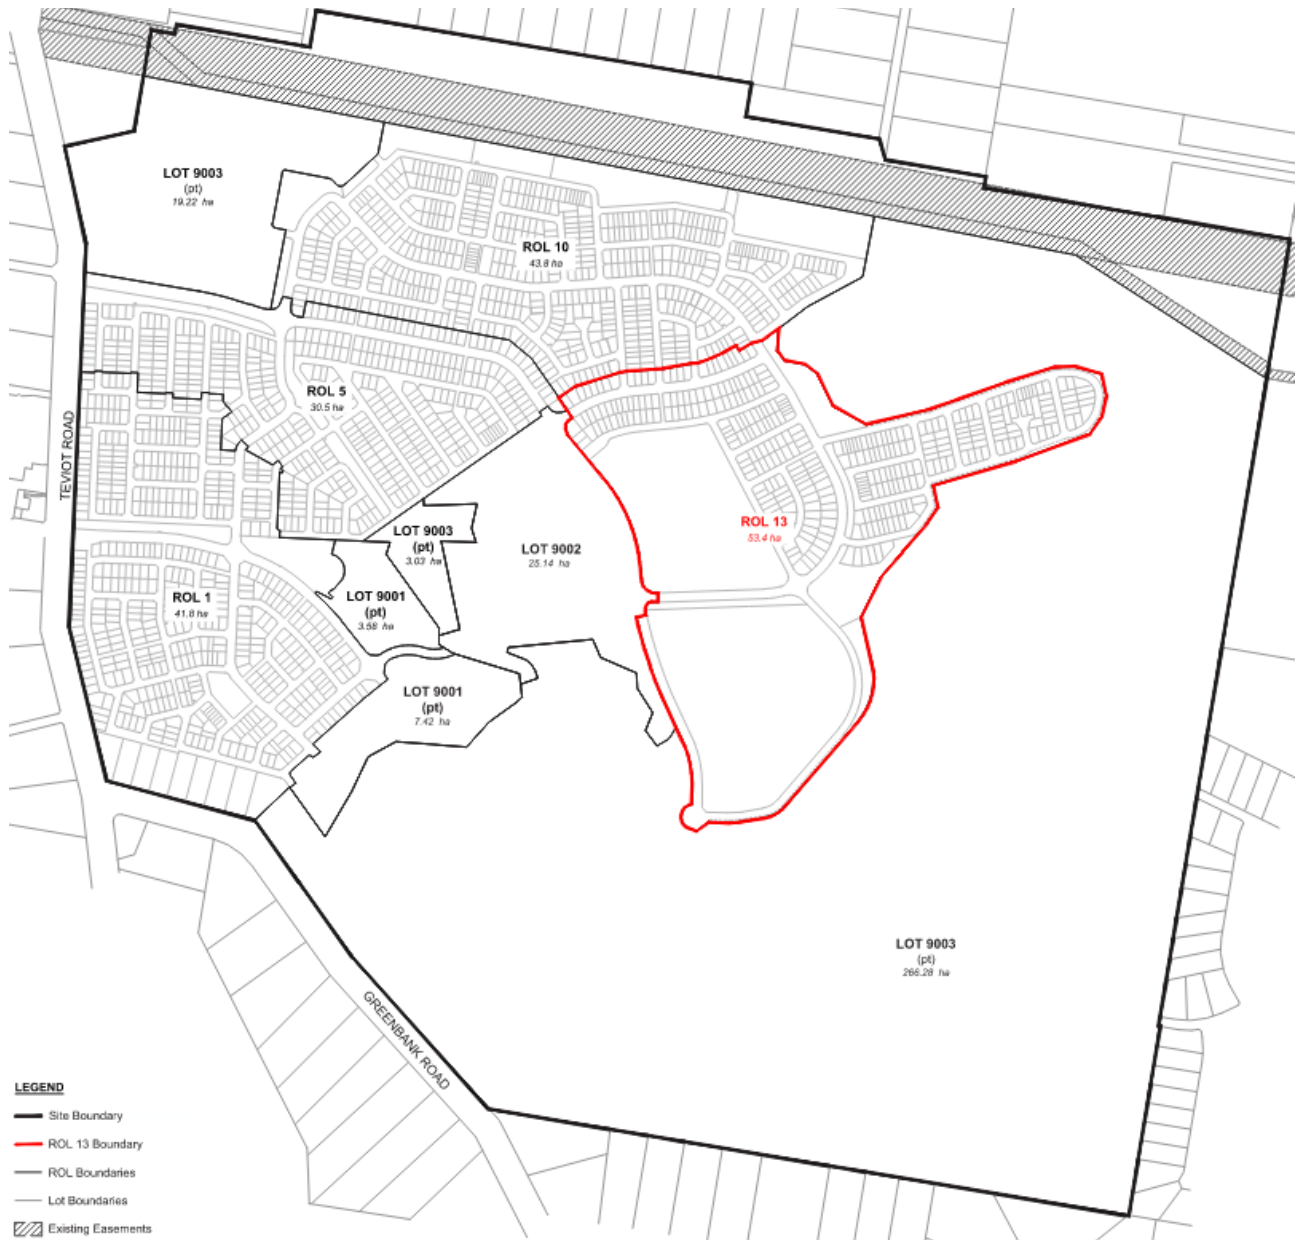 LOT 9003
(pt)
19.22 ha
ROL 10
43.8 ha
ROL 5
30.5 ha
TEVIOT ROAD
ROL 13
53.4 ha
LOT 9003
(pt)
3.03 ha
LOT 9002
25.14 ha
LOT 9001
(pt)
3.58 ha
ROL 1
41.8 ha
LOT 9001
(pt)
7.42 ha
LOT 9003
(pt)
266.28 ha
GREENBANK ROAD
LEGEND
Site Boundary
ROL 13 Boundary
ROL Boundaries
Lot Boundaries
Existing Easements